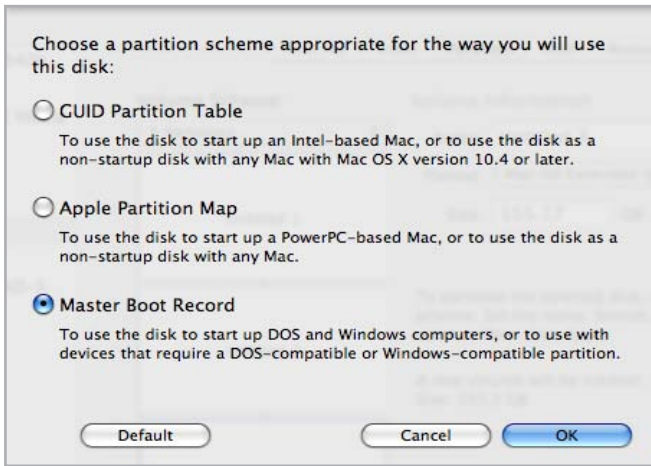 Choose a partition scheme appropriate for the way you will use
this disk:
GUID Partition Table
To use the disk to start up an Intel-based Mac, or to use the disk as a
non-startup disk with any Mac with Mac OS X version 10.4 or later.
Apple Partition Map
To use the disk to start up a PowerPC-based Mac, or to use the disk as a
non-startup disk with any Mac.
Master Boot Record
To use the disk to start up DOS and Windows computers, or to use with
devices that require a DOS-compatible or Windows-compatible partition.
Default
Cancel
OK